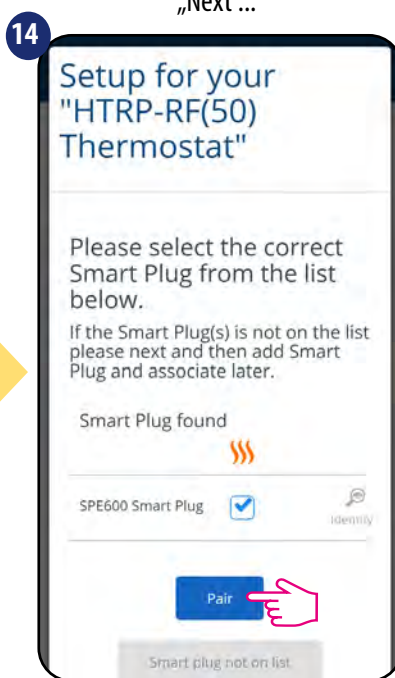 „Next ...
14
Setup for your
"HTRP-RF(50)
Thermostat"
Please select the correct
Smart Plug from the list
below.
If the Smart Plug(s) is not on the list
please next and then add Smart
Plug and associate later.
Smart Plug found
SPE600 Smart Plug
Identify
Pair
Smart plug not on list